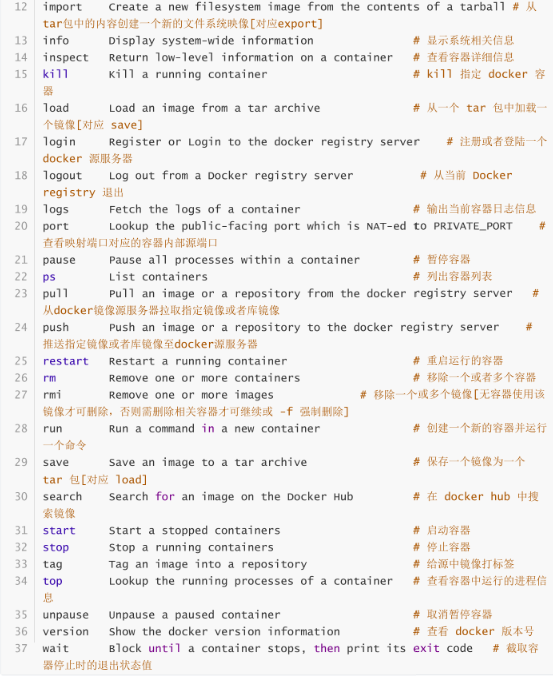 12 import    Create a new filesystem image from the contents of a tarball # 从
tar包中的内容创建一个新的文件系统映像[对应export]
13 info      Display system-wide information               # 显示系统相关信息
14 inspect   Return low-level information on a container   # 查看容器详细信息
15 kill      Kill a running container                      # kill 指定 docker 容
器
16 load      Load an image from a tar archive              # 从一个 tar 包中加载一
个镜像[对应 save]
17 login     Register or Login to the docker registry server    # 注册或者登陆一个
docker 源服务器
18 logout    Log out from a Docker registry server          # 从当前 Docker
registry 退出
19 logs      Fetch the logs of a container                 # 输出当前容器日志信息
20 port      Lookup the public-facing port which is NAT-ed to PRIVATE_PORT    #
查看映射端口对应的容器内部源端口
21 pause     Pause all processes within a container        # 暂停容器
22 ps        List containers                               # 列出容器列表
23 pull      Pull an image or a repository from the docker registry server   #
从docker镜像源服务器拉取指定镜像或者库镜像
24 push      Push an image or a repository to the docker registry server    #
推送指定镜像或者库镜像至docker源服务器
25 restart   Restart a running container                   # 重启运行的容器
26 rm        Remove one or more containers                 # 移除一个或者多个容器
27 rmi       Remove one or more images             # 移除一个或多个镜像[无容器使用该
镜像才可删除，否则需删除相关容器才可继续或 -f 强制删除]
28 run       Run a command in a new container              # 创建一个新的容器并运行
一个命令
29 save      Save an image to a tar archive                # 保存一个镜像为一个
tar 包[对应 load]
30 search    Search for an image on the Docker Hub         # 在 docker hub 中搜
索镜像
31 start     Start a stopped containers                    # 启动容器
32 stop      Stop a running containers                     # 停止容器
33 tag       Tag an image into a repository                # 给源中镜像打标签
34 top       Lookup the running processes of a container   # 查看容器中运行的进程信
息
35 unpause   Unpause a paused container                    # 取消暂停容器
36 version   Show the docker version information           # 查看 docker 版本号
37 wait      Block until a container stops, then print its exit code   # 截取容
器停止时的退出状态值